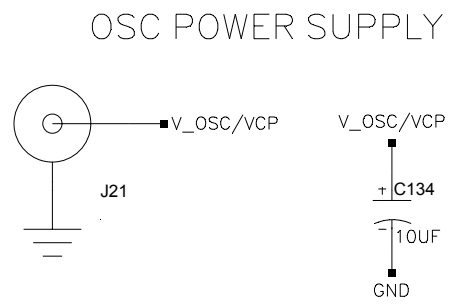 OSC POWER SUPPLY
V_OSC/VCP
V_OSC/VCP
J21
+ C134
-
10UF
GND